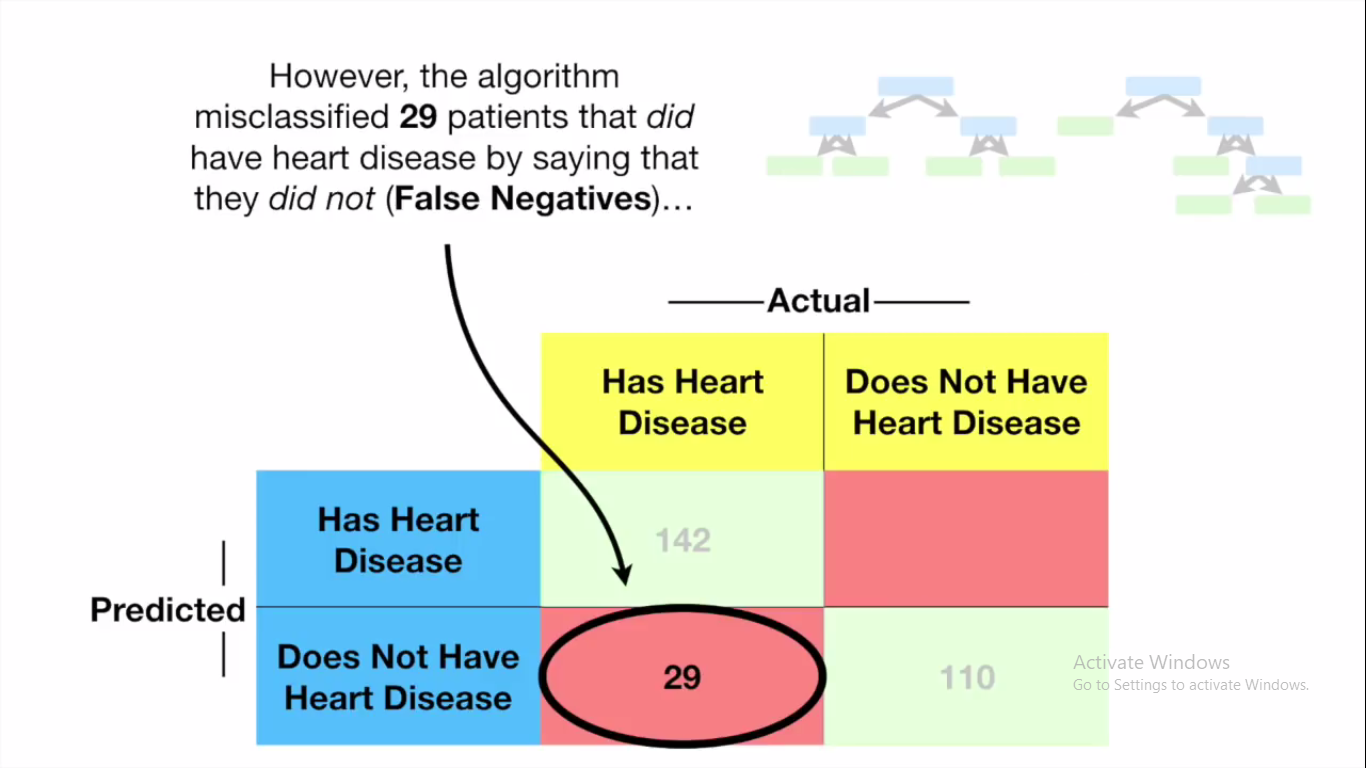 However, the algorithm
misclassified 29 patients that did
have heart disease by saying that
they did not (False Negatives)...
Actual
Has Heart
Disease
Does Not Have
Heart Disease
Predicted
Has Heart
Disease
142
Does Not Have
Heart Disease
29
110
Activate Windows
Go to Settings to activate Windows.